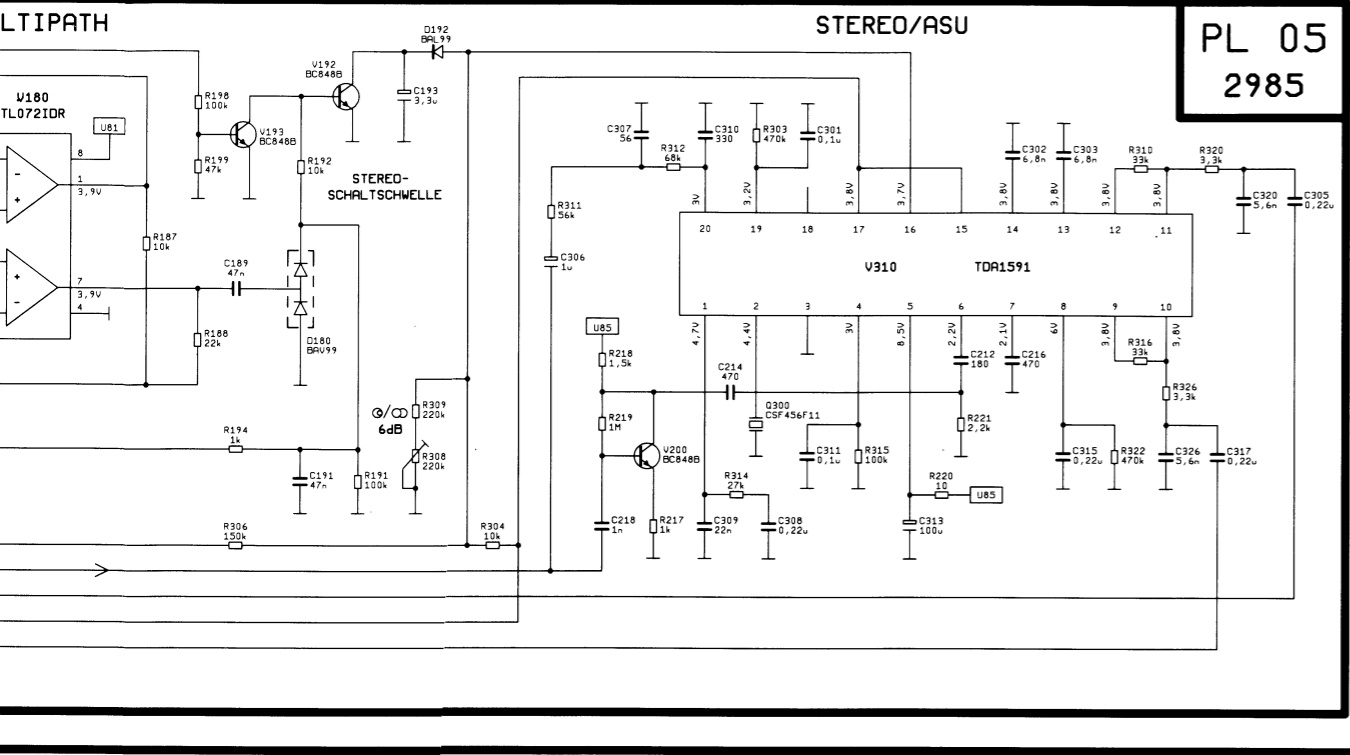 LTIPATH
STEREO/ASU
PL 05
2985
D192
BAL99
V192
BC848B
C193
3,3u
W180
TL072IDR
U81
R198
100k
V193
BC848B
R199
47k
R192
10k
STEREO-
SCHALTSCHWELLE
8
1
3,9V
-
+
R187
10k
C189
47n
+
-
7
3,9V
4
R188
22k
D180
BAV99
R309
220k
6dB
R308
220k
R194
1k
C191
47n
R191
100k
R306
150k
R304
10k
C307
56
C310
330
R303
470k
C301
0,1u
R312
68k
R311
56k
C306
1u
C302
6,8n
C303
6,8n
R310
33k
R320
3,3k
C320
5,6n
C305
0,22u
3V
3,2V
3,8V
3,7V
3,8V
3,8V
3,8V
3,8V
20
19
18
17
16
15
14
13
12
11
V310
TDA1591
1
2
3
4
5
6
7
8
9
10
4,7V
4,4V
3V
8,5V
2,2V
2,1V
6V
3,8V
3,8V
U85
R218
1,5k
C214
470
C212
180
C216
470
R316
33k
R326
3,3k
R219
1M
Q300
CSF456F11
R221
2,2k
V200
BC848B
C311
0,1u
R315
100k
C315
0,22u
R322
470k
C326
5,6n
C317
0,22u
R314
27k
R220
10
U85
C218
1n
R217
1k
C309
22n
C308
0,22u
C313
100u